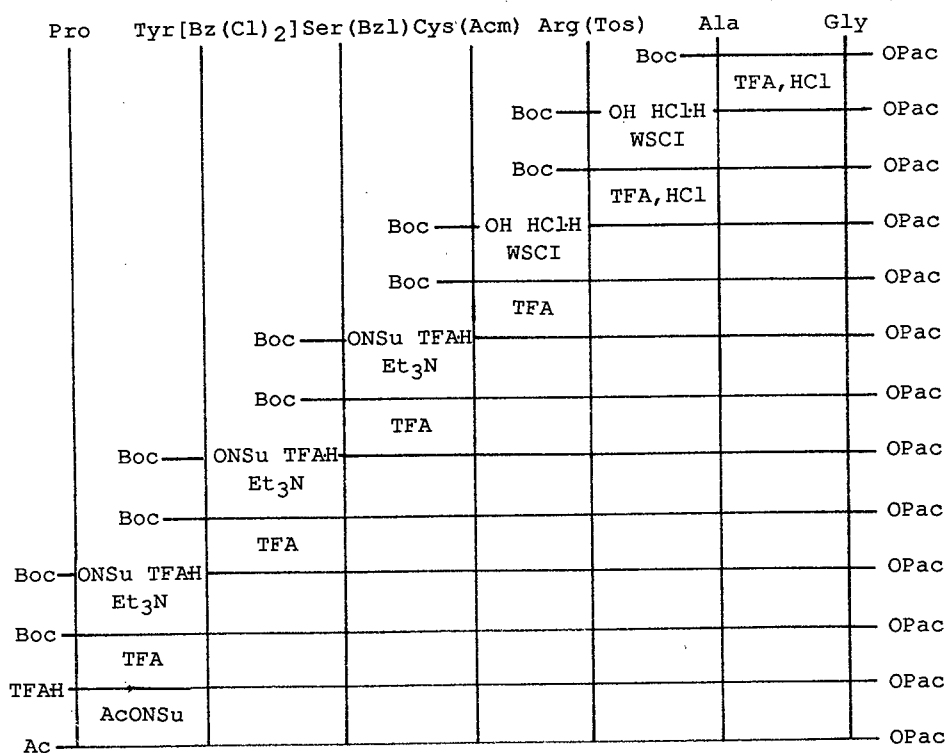 Pro Tyr[Bz(Cl)2]Ser(Bzl)Cys(Acm) Arg(Tos) Ala Gly
Boc OPac
TFA,HCl
Boc OH HCl·H OPac
WSCI
Boc OPac
TFA,HCl
Boc OH HCl·H OPac
WSCI
Boc OPac
TFA
Boc ONSu TFA·H OPac
Et3N
Boc OPac
TFA
Boc ONSu TFA·H OPac
Et3N
Boc OPac
TFA
Boc ONSu TFA·H OPac
Et3N
Boc OPac
TFA
TFA·H OPac
AcONSu
Ac OPac